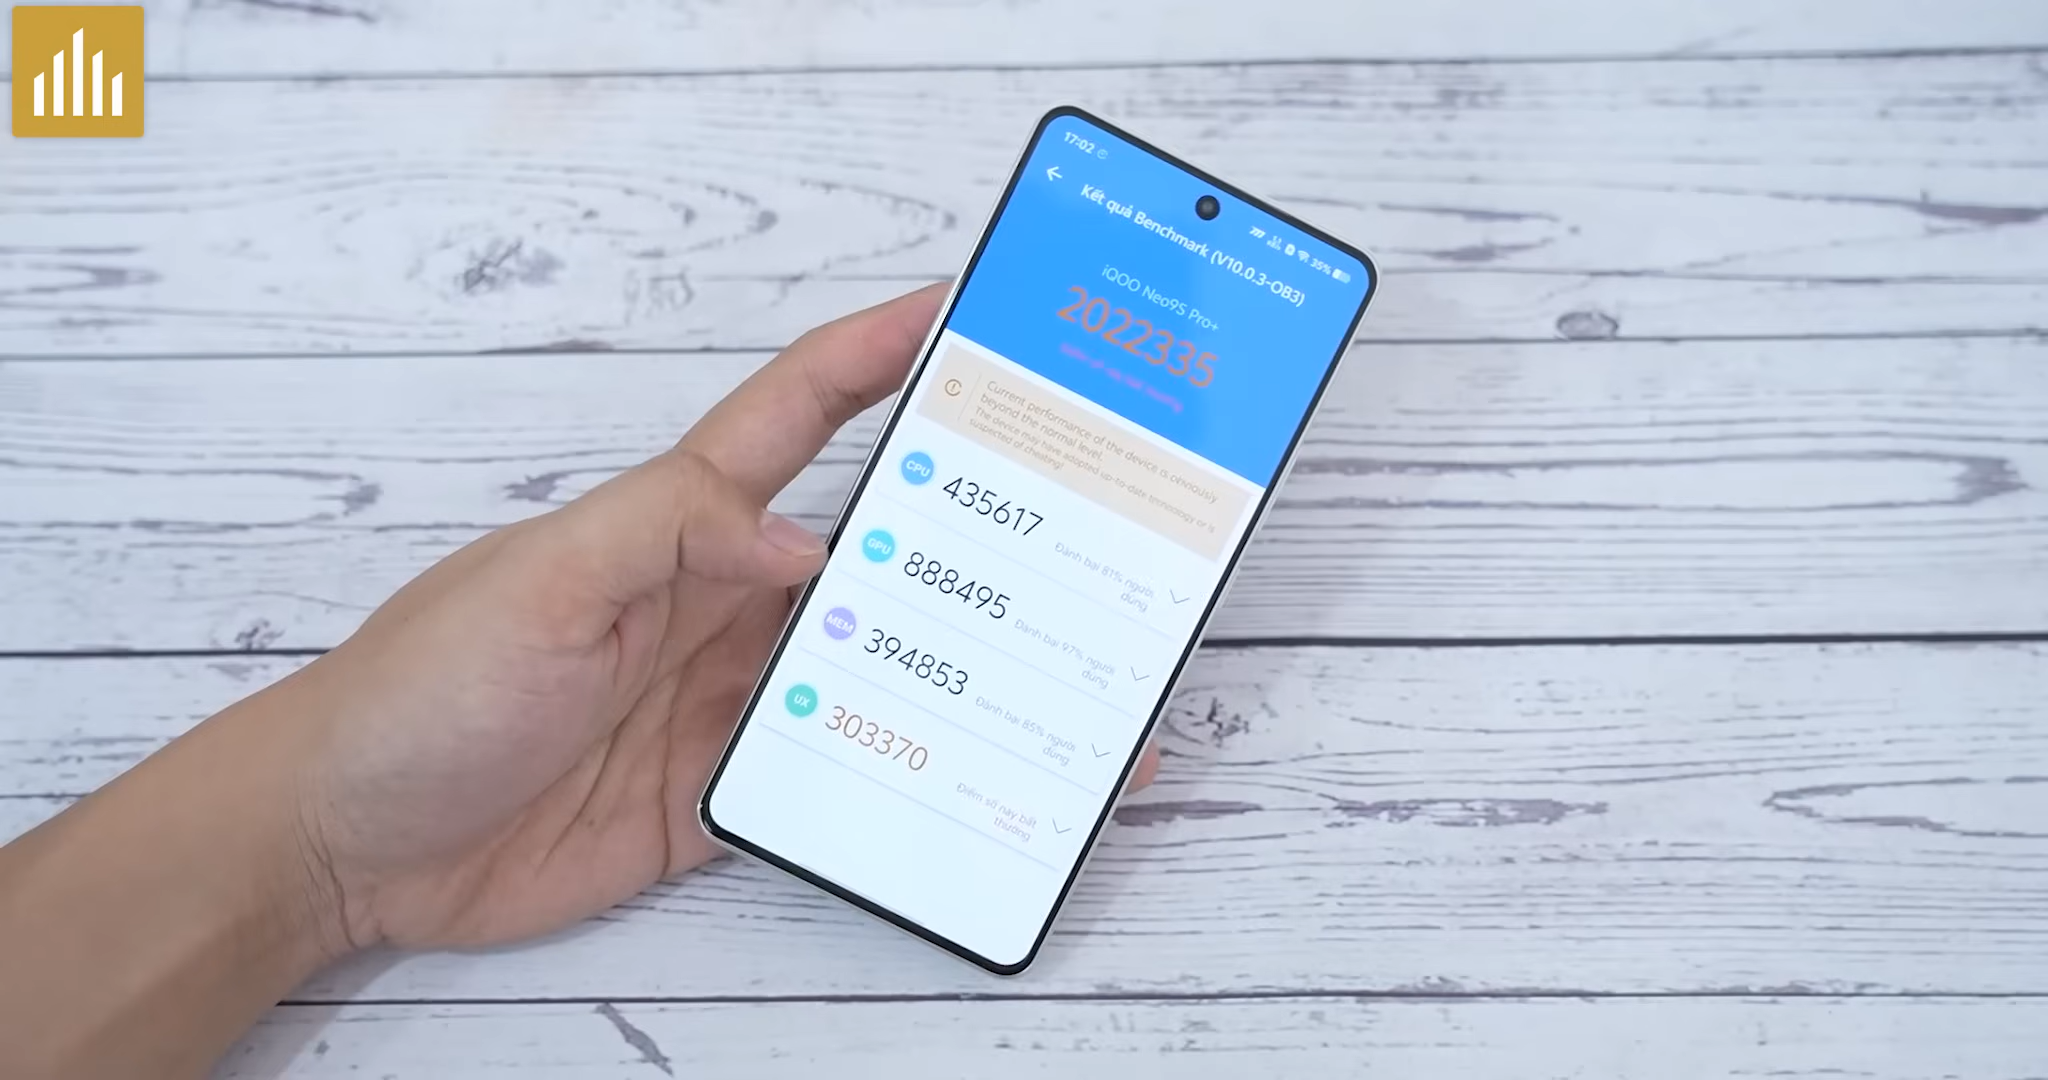 17:02
35%
Kết quả Benchmark (V10.0.3-OB3)
iQOO Neo9S Pro+
2022335
Current performance of the device is obviously
beyond the normal level.
The device may have adopted up-to-date technology or is
suspected of cheating!
CPU
435617
Đánh bại 81% người
dùng
GPU
888495
Đánh bại 97% người
dùng
MEM
394853
Đánh bại 85% người
dùng
UX
303370
Điểm số này bất
thường